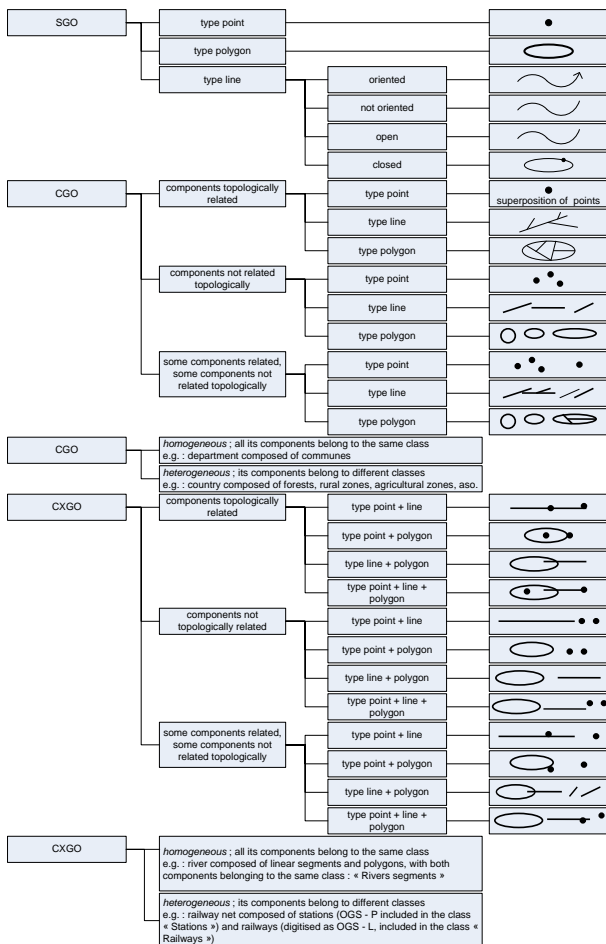 SGO
type point
type polygon
type line
oriented
not oriented
open
closed
CGO
components topologically
related
type point
superposition of points
type line
type polygon
components not related
topologically
type point
type line
type polygon
some components related,
some components not
related topologically
type point
type line
type polygon
CGO
homogeneous ; all its components belong to the same class
e.g. : department composed of communes
heterogeneous ; its components belong to different classes
e.g. : country composed of forests, rural zones, agricultural zones, aso.
CXGO
components topologically
related
type point + line
type point + polygon
type line + polygon
type point + line +
polygon
components not
topologically related
type point + line
type point + polygon
type line + polygon
type point + line +
polygon
some components related,
some components not
related topologically
type point + line
type point + polygon
type line + polygon
type point + line +
polygon
CXGO
homogeneous ; all its components belong to the same class
e.g. : river composed of linear segments and polygons, with both
components belonging to the same class : « Rivers segments »
heterogeneous ; its components belong to different classes
e.g. : railway net composed of stations (OGS - P included in the class
« Stations ») and railways (digitised as OGS - L, included in the class «
Railways »)